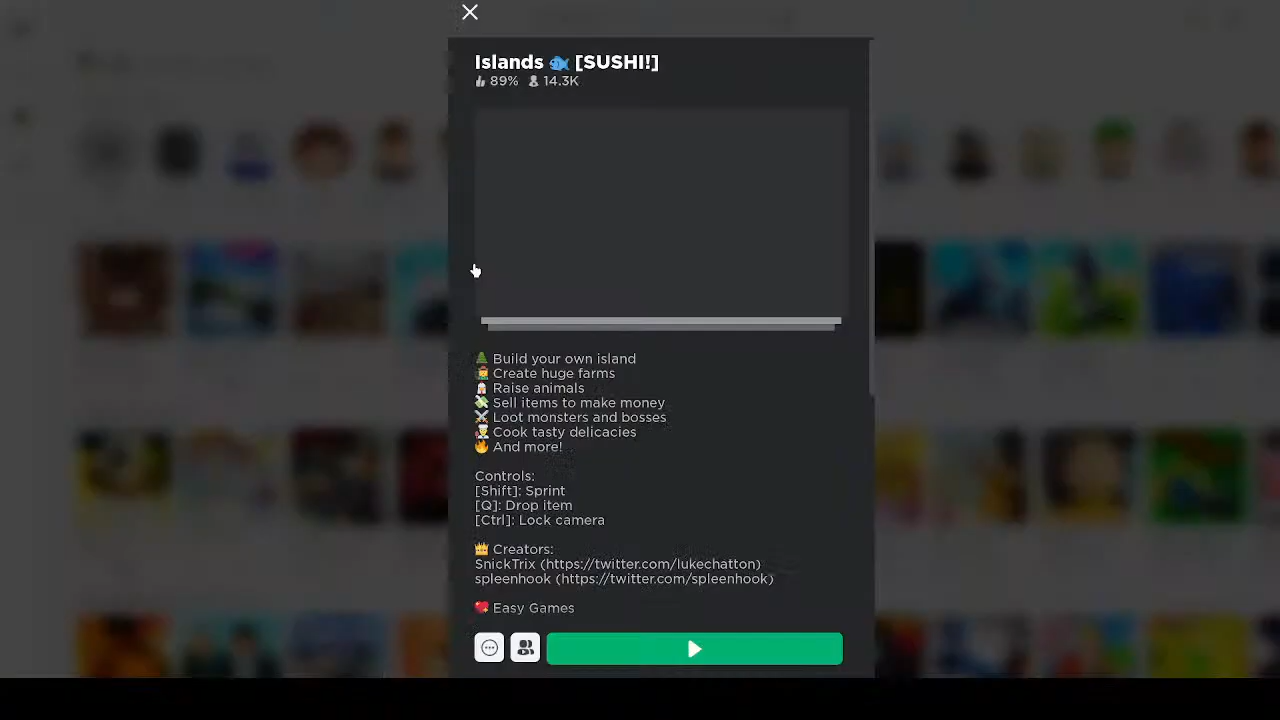 Islands 🐟 [SUSHI!]
89% 14.3K
🌲 Build your own island
🧑‍🌾 Create huge farms
🐔 Raise animals
💸 Sell items to make money
⚔️ Loot monsters and bosses
👨‍🍳 Cook tasty delicacies
🔥 And more!
Controls:
[Shift]: Sprint
[Q]: Drop item
[Ctrl]: Lock camera
👑 Creators:
SnickTrix (https://twitter.com/lukechatton)
spleenhook (https://twitter.com/spleenhook)
💖 Easy Games